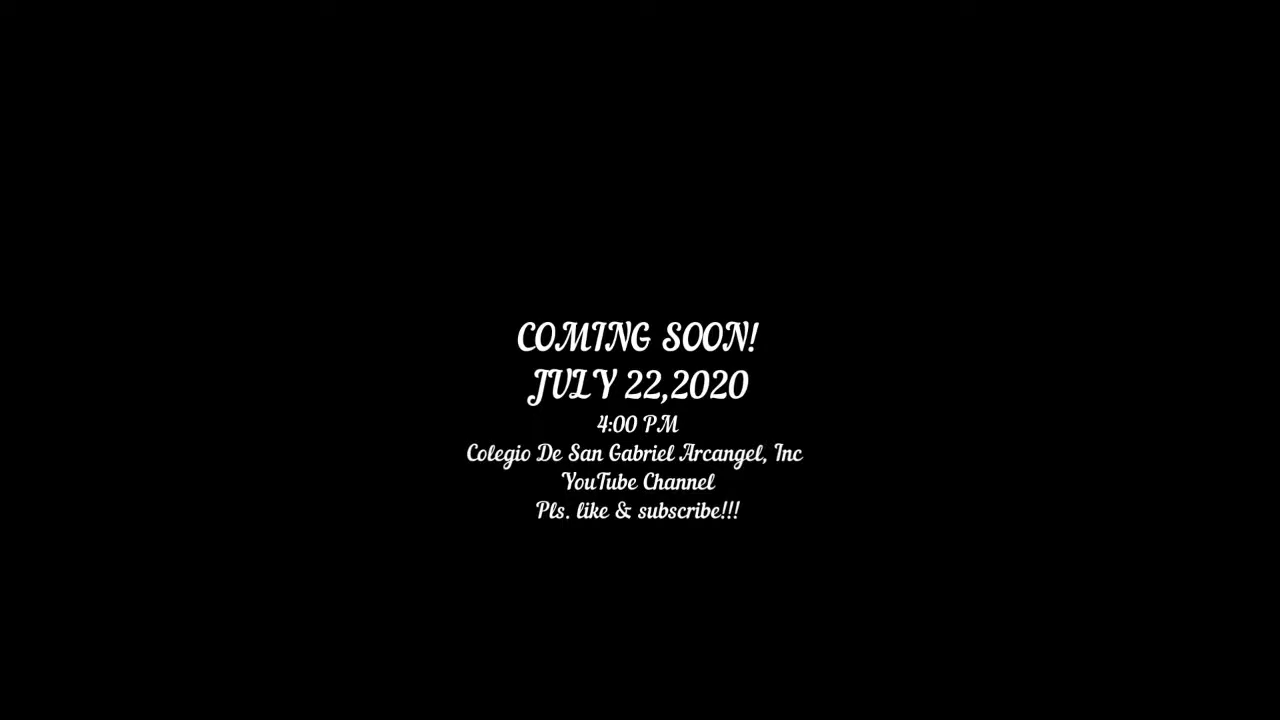 COMING SOON!
JULY 22,2020
4:00 PM
Colegio De San Gabriel Arcangel, Inc
YouTube Channel
Pls. like & subscribe!!!